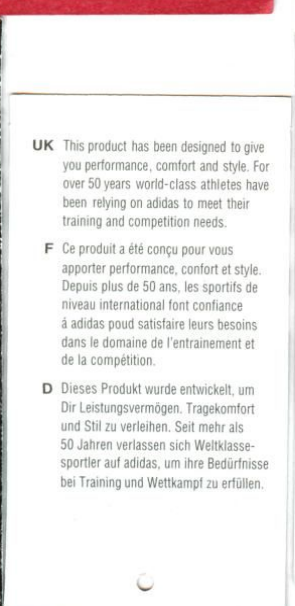 UK This product has been designed to give
you performance, comfort and style. For
over 50 years world-class athletes have
been relying on adidas to meet their
training and competition needs.
F Ce produit a été conçu pour vous
apporter performance, confort et style.
Depuis plus de 50 ans, les sportifs de
niveau international font confiance
á adidas poud satisfaire leurs besoins
dans le domaine de l'entrainement et
de la compétition.
D Dieses Produkt wurde entwickelt, um
Dir Leistungsvermögen. Tragekomfort
und Stil zu verleihen. Seit mehr als
50 Jahren verlassen sich Weltklasse-
sportler auf adidas, um ihre Bedürfnisse
bei Training und Wettkampf zu erfüllen.